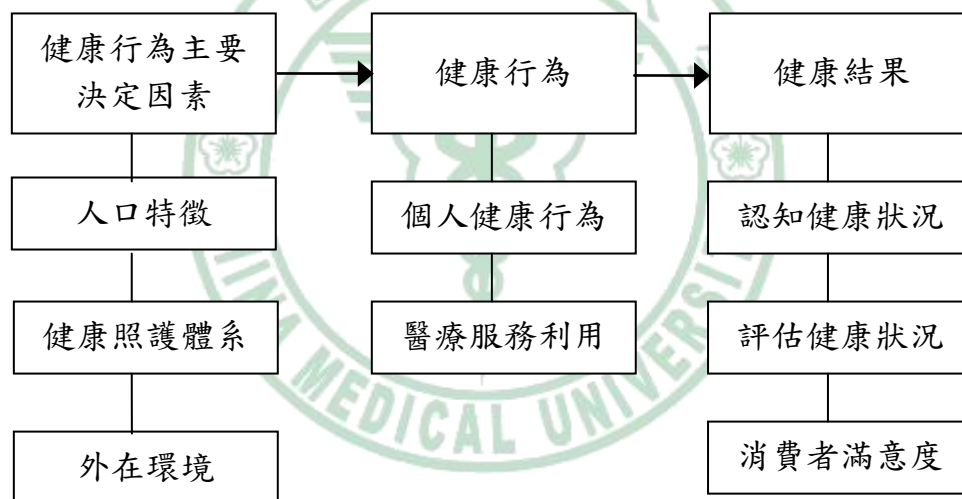 健康行為主要
決定因素
健康行為
健康結果
人口特徵
個人健康行為
認知健康狀況
健康照護體系
醫療服務利用
評估健康狀況
外在環境
消費者滿意度
MEDICAL UNIVERSI